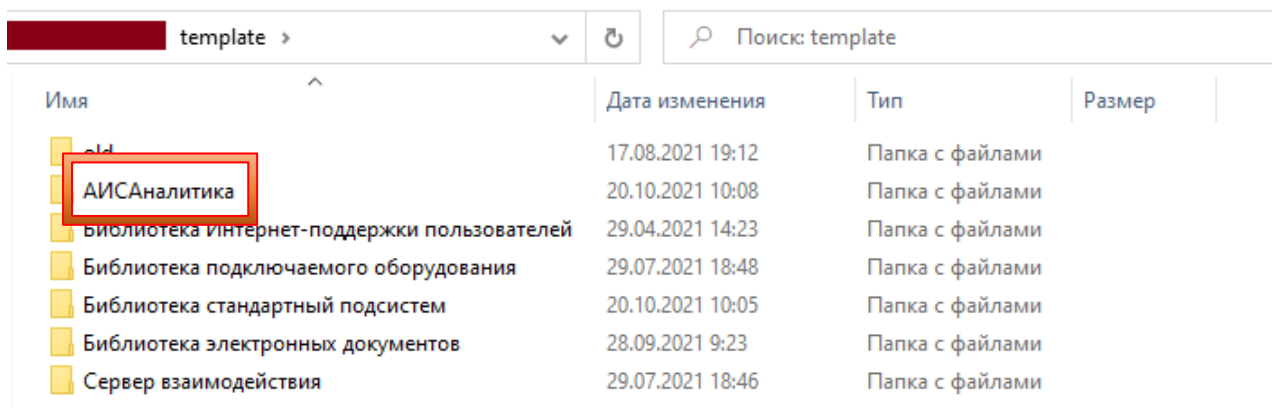 template
Поиск: template
Имя Дата изменения Тип Размер
old 17.08.2021 19:12 Папка с файлами
АИСАналитика 20.10.2021 10:08 Папка с файлами
Библиотека Интернет-поддержки пользователей 29.04.2021 14:23 Папка с файлами
Библиотека подключаемого оборудования 29.07.2021 18:48 Папка с файлами
Библиотека стандартный подсистем 20.10.2021 10:05 Папка с файлами
Библиотека электронных документов 28.09.2021 9:23 Папка с файлами
Сервер взаимодействия 29.07.2021 18:46 Папка с файлами